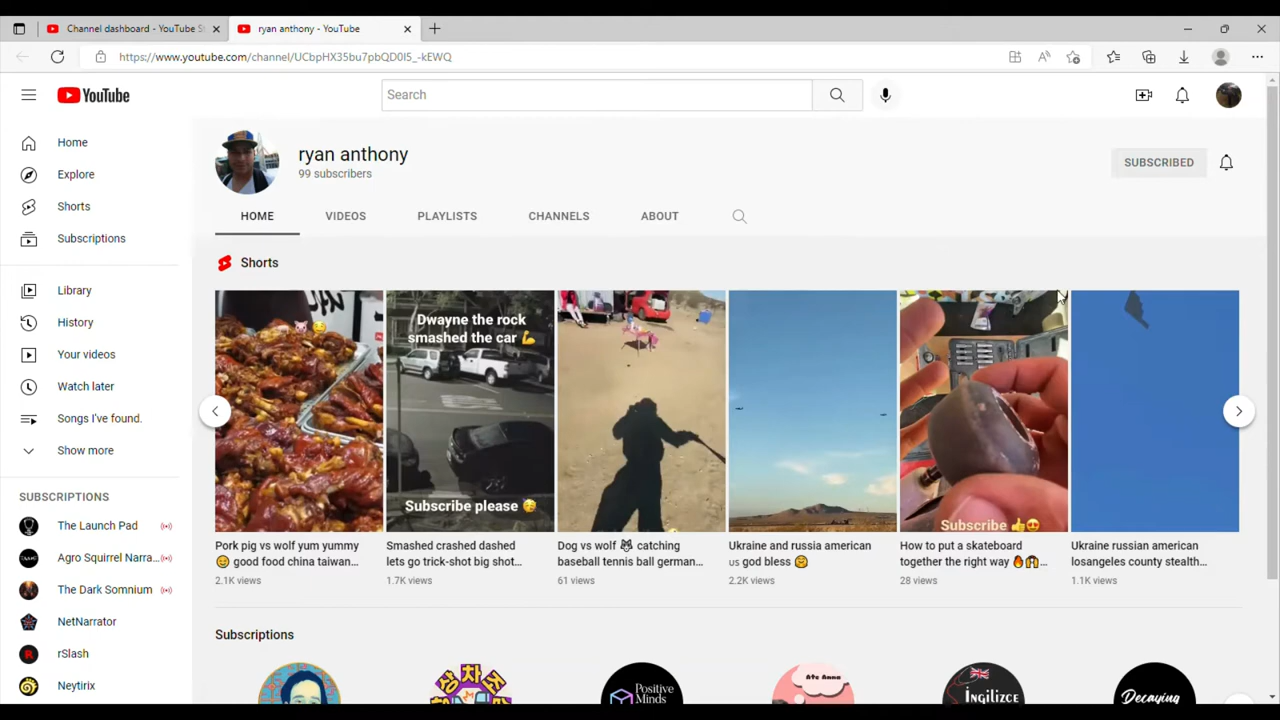 Channel dashboard - YouTube S
ryan anthony - YouTube
https://www.youtube.com/channel/UCbpHX35bu7pbQD0I5_-kEWQ
YouTube
Search
Home
Explore
Shorts
Subscriptions
Library
History
Your videos
Watch later
Songs I've found.
Show more
SUBSCRIPTIONS
The Launch Pad
Agro Squirrel Narra...
The Dark Somnium
NetNarrator
rSlash
Neytirix
ryan anthony
99 subscribers
SUBSCRIBED
HOME VIDEOS PLAYLISTS CHANNELS ABOUT
Shorts
Dwayne the rock
smashed the car 💪
Subscribe please 🥳
Subscribe 👍😍
Pork pig vs wolf yum yummy
😉 good food china taiwan...
2.1K views
Smashed crashed dashed
lets go trick-shot big shot...
1.7K views
Dog vs wolf 🐺 catching
baseball tennis ball german...
61 views
Ukraine and russia american
us god bless 🤗
2.2K views
How to put a skateboard
together the right way 🔥🙌...
28 views
Ukraine russian american
losangeles county stealth...
1.1K views
Subscriptions
상차조
Positive
Minds
Ate Anna
İngilizce
Decaying